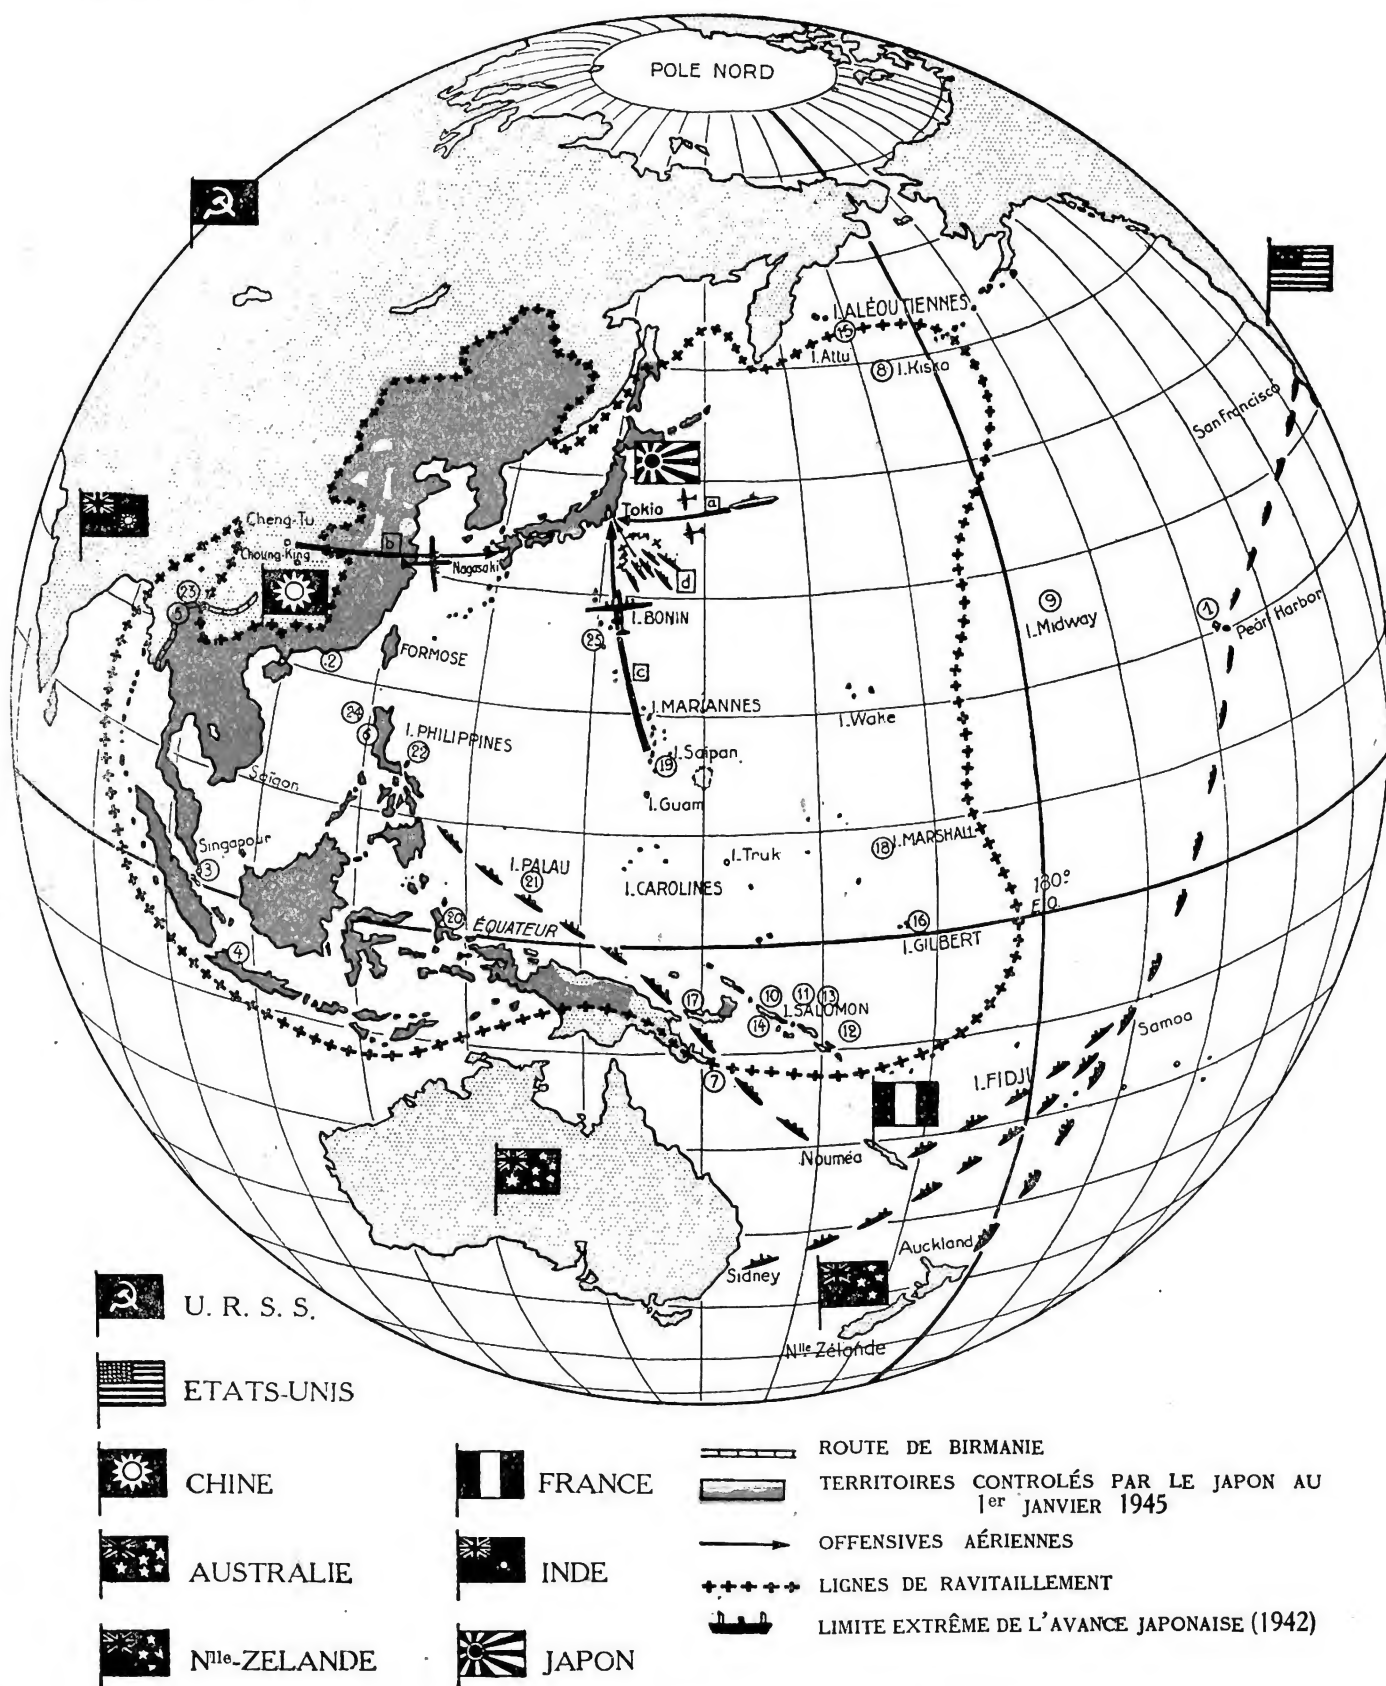 POLE NORD
I. ALÉOUTIENNES
15
I. Attu
8
I. Kiska
San Francisco
Tokio
a
Cheng-Tu
Choung-King
b
Nagasaki
d
23
5
I. BONIN
9
I. Midway
1
Pearl Harbor
2
FORMOSE
25
c
I. MARIANNES
I. Wake
24
6
I. PHILIPPINES
22
I. Saïpan
19
Saïgon
I. Guam
Singapour
3
I. PALAU
21
I. Truk
18
I. MARSHALL
I. CAROLINES
180°
E.O.
20
ÉQUATEUR
16
I. GILBERT
4
17
10
11
13
I. SALOMON
14
12
Samoa
7
I. FIDJI
Nouméa
Auckland
Sidney
Nlle Zélande
U. R. S. S.
ETATS-UNIS
CHINE
AUSTRALIE
Nlle-ZELANDE
FRANCE
INDE
JAPON
ROUTE DE BIRMANIE
TERRITOIRES CONTROLÉS PAR LE JAPON AU
1er JANVIER 1945
OFFENSIVES AÉRIENNES
LIGNES DE RAVITAILLEMENT
LIMITE EXTRÊME DE L'AVANCE JAPONAISE (1942)